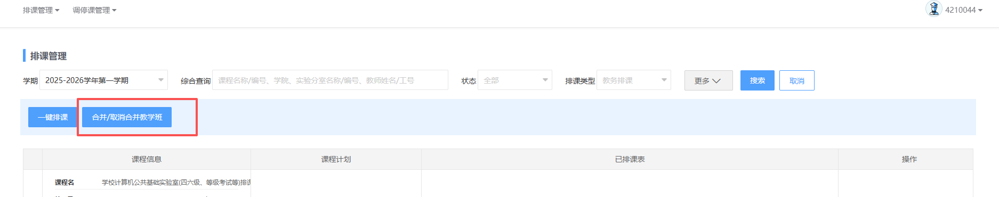 排课管理 调停课管理 4210044
排课管理
学期 2025-2026学年第一学期 综合查询 课程名称/编号、学院、实验分室名称/编号、教师姓名/工号 状态 全部 排课类型 教务排课 更多 搜索 取消
一键排课 合并/取消合并教学班
课程信息 课程计划 已排课表 操作
课程名 学校计算机公共基础实验室(四六级、等级考试等)排课